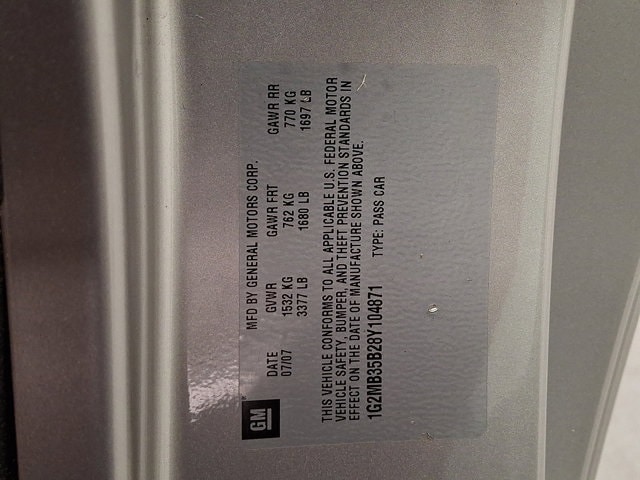 GM
MFD BY GENERAL MOTORS CORP.
DATE GVWR GAWR FRT GAWR RR
07/07 1532 KG 762 KG 770 KG
3377 LB 1680 LB 1697 LB
THIS VEHICLE CONFORMS TO ALL APPLICABLE U.S. FEDERAL MOTOR
VEHICLE SAFETY, BUMPER, AND THEFT PREVENTION STANDARDS IN
EFFECT ON THE DATE OF MANUFACTURE SHOWN ABOVE.
1G2MB35B28Y104871 TYPE: PASS CAR